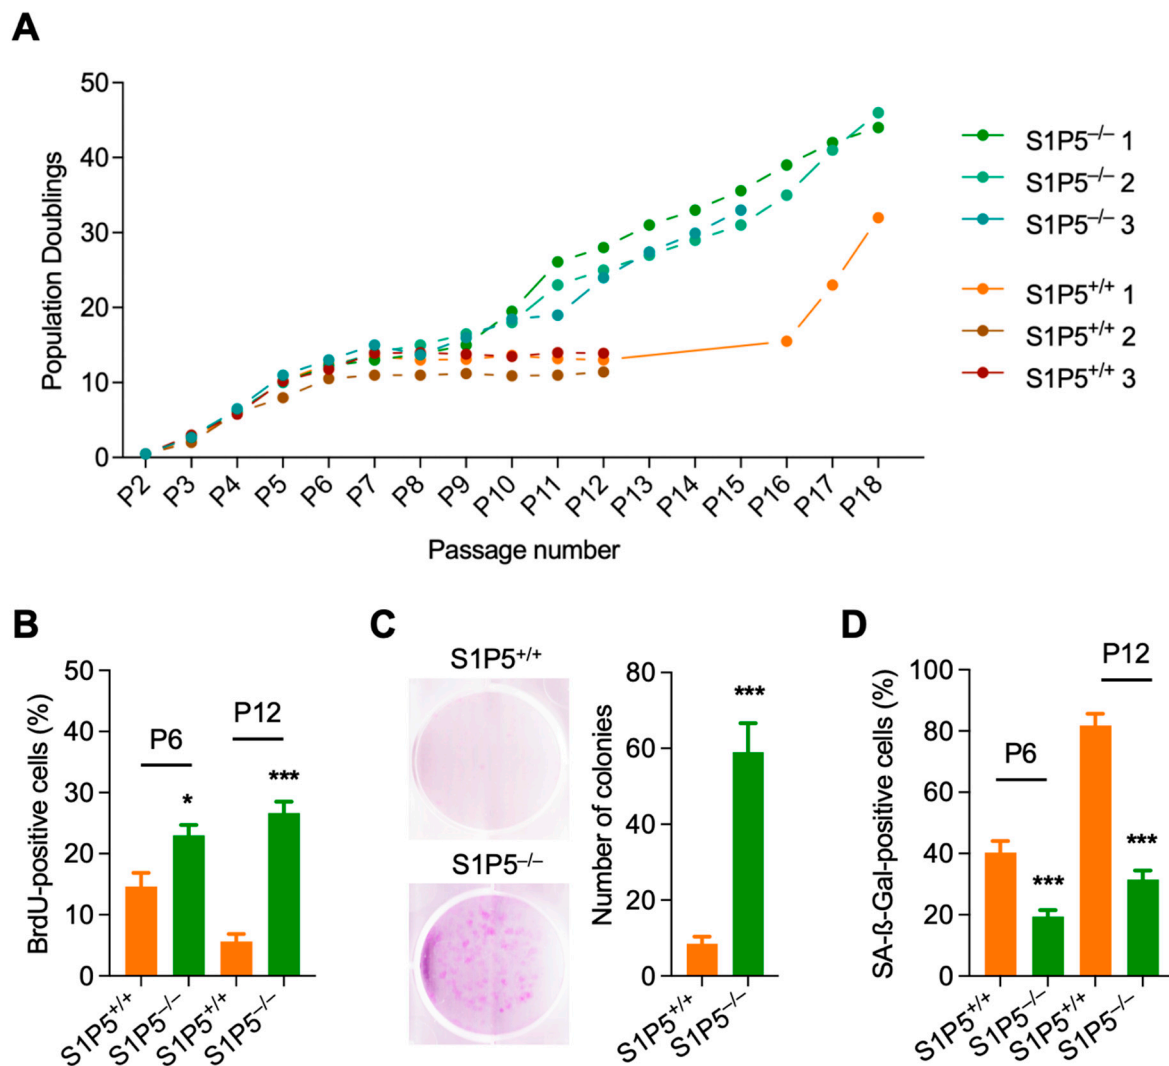 A
50
40
30
20
10
0
Population Doublings
P2 P3 P4 P5 P6 P7 P8 P9 P10 P11 P12 P13 P14 P15 P16 P17 P18
Passage number
S1P5–/– 1
S1P5–/– 2
S1P5–/– 3
S1P5+/+ 1
S1P5+/+ 2
S1P5+/+ 3
B
50
40
30
20
10
0
BrdU-positive cells (%)
P6
P12
*
***
S1P5+/+ S1P5–/– S1P5+/+ S1P5–/–
C
S1P5+/+
S1P5–/–
80
60
40
20
0
Number of colonies
***
S1P5+/+ S1P5–/–
D
100
80
60
40
20
0
SA-ß-Gal-positive cells (%)
P6
P12
***
***
S1P5+/+ S1P5–/– S1P5+/+ S1P5–/–